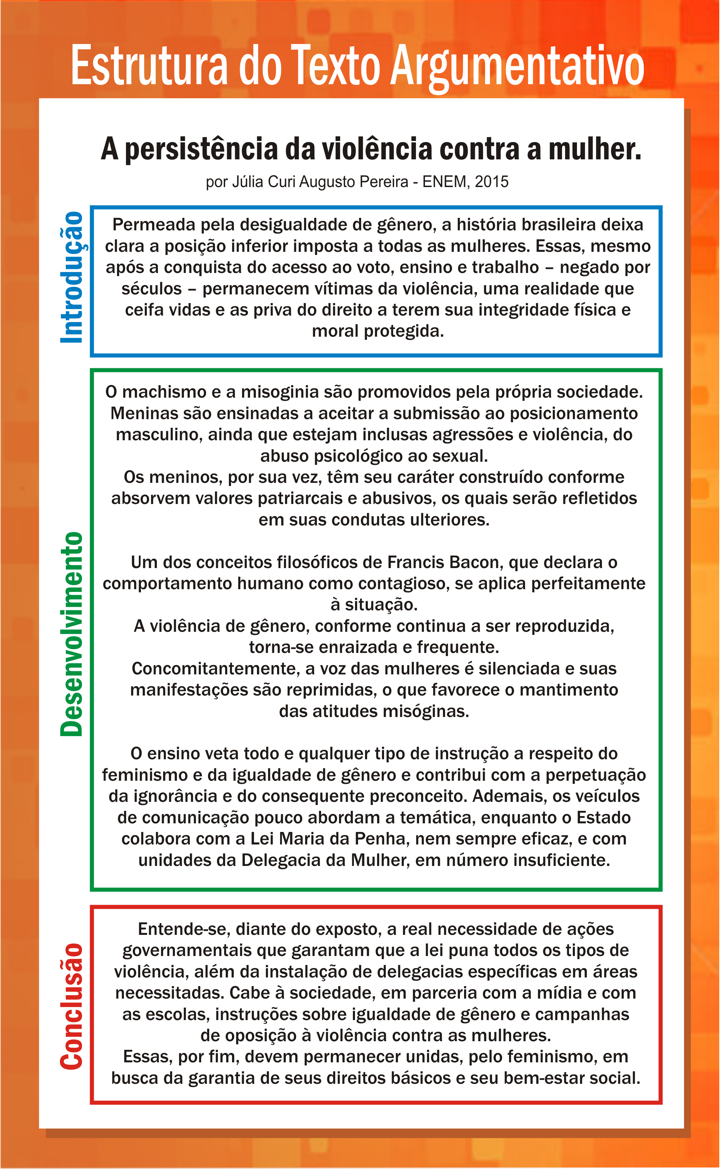 Estrutura do Texto Argumentativo
A persistência da violência contra a mulher.
por Júlia Curi Augusto Pereira - ENEM, 2015
Introdução
Permeada pela desigualdade de gênero, a história brasileira deixa
clara a posição inferior imposta a todas as mulheres. Essas, mesmo
após a conquista do acesso ao voto, ensino e trabalho – negado por
séculos – permanecem vítimas da violência, uma realidade que
ceifa vidas e as priva do direito a terem sua integridade física e
moral protegida.
Desenvolvimento
O machismo e a misoginia são promovidos pela própria sociedade.
Meninas são ensinadas a aceitar a submissão ao posicionamento
masculino, ainda que estejam inclusas agressões e violência, do
abuso psicológico ao sexual.
Os meninos, por sua vez, têm seu caráter construído conforme
absorvem valores patriarcais e abusivos, os quais serão refletidos
em suas condutas ulteriores.
Um dos conceitos filosóficos de Francis Bacon, que declara o
comportamento humano como contagioso, se aplica perfeitamente
à situação.
A violência de gênero, conforme continua a ser reproduzida,
torna-se enraizada e frequente.
Concomitantemente, a voz das mulheres é silenciada e suas
manifestações são reprimidas, o que favorece o mantimento
das atitudes misóginas.
O ensino veta todo e qualquer tipo de instrução a respeito do
feminismo e da igualdade de gênero e contribui com a perpetuação
da ignorância e do consequente preconceito. Ademais, os veículos
de comunicação pouco abordam a temática, enquanto o Estado
colabora com a Lei Maria da Penha, nem sempre eficaz, e com
unidades da Delegacia da Mulher, em número insuficiente.
Conclusão
Entende-se, diante do exposto, a real necessidade de ações
governamentais que garantam que a lei puna todos os tipos de
violência, além da instalação de delegacias específicas em áreas
necessitadas. Cabe à sociedade, em parceria com a mídia e com
as escolas, instruções sobre igualdade de gênero e campanhas
de oposição à violência contra as mulheres.
Essas, por fim, devem permanecer unidas, pelo feminismo, em
busca da garantia de seus direitos básicos e seu bem-estar social.